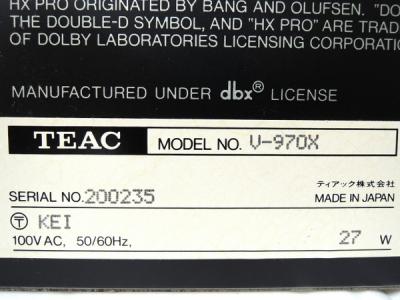 HX PRO ORIGINATED BY BANG AND OLUFSEN. "DO
THE DOUBLE-D SYMBOL, AND "HX PRO" ARE TRAD
OF DOLBY LABORATORIES LICENSING CORPORATIO
MANUFACTURED UNDER dbx® LICENSE
TEAC MODEL NO. V-970X
ティアック株式会社
SERIAL NO. 200235 MADE IN JAPAN
〒 KEI
100V AC, 50/60Hz, 27 W